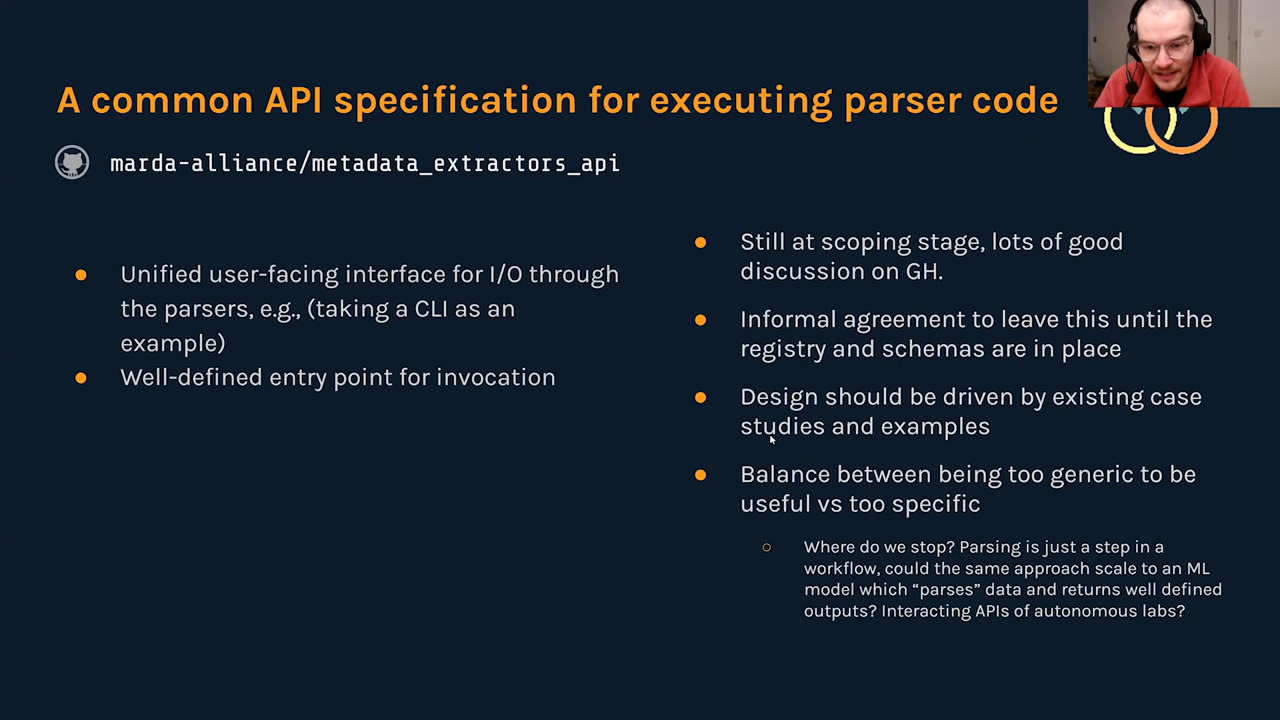 A common API specification for executing parser code
marda-alliance/metadata_extractors_api
Unified user-facing interface for I/O through
the parsers, e.g., (taking a CLI as an
example)
Well-defined entry point for invocation
Still at scoping stage, lots of good
discussion on GH.
Informal agreement to leave this until the
registry and schemas are in place
Design should be driven by existing case
studies and examples
Balance between being too generic to be
useful vs too specific
Where do we stop? Parsing is just a step in a
workflow, could the same approach scale to an ML
model which “parses” data and returns well defined
outputs? Interacting APIs of autonomous labs?